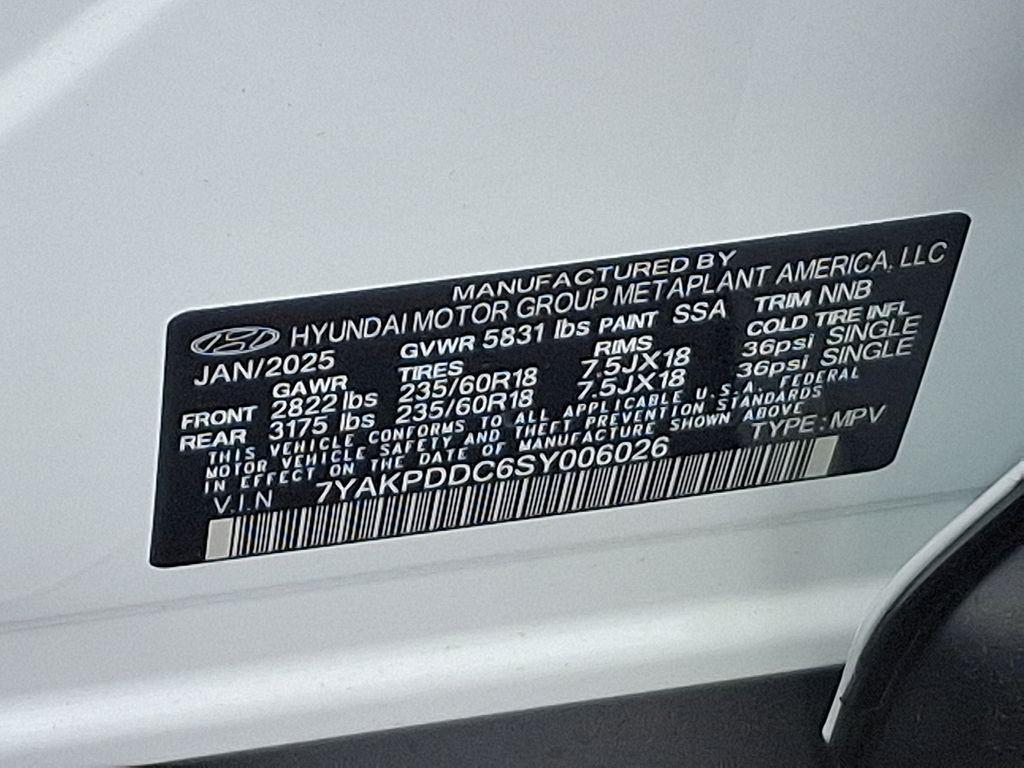 MANUFACTURED BY
HYUNDAI MOTOR GROUP METAPLANT AMERICA, LLC
JAN/2025 GVWR 5831 lbs PAINT SSA TRIM NNB
GAWR TIRES RIMS COLD TIRE INFL
FRONT 2822 lbs 235/60R18 7.5JX18 36psi SINGLE
REAR 3175 lbs 235/60R18 7.5JX18 36psi SINGLE
THIS VEHICLE CONFORMS TO ALL APPLICABLE U.S.A. FEDERAL
MOTOR VEHICLE SAFETY AND THEFT PREVENTION STANDARDS
IN EFFECT ON THE DATE OF MANUFACTURE SHOWN ABOVE
V.I.N 7YAKPDDC6SY006026 TYPE:MPV